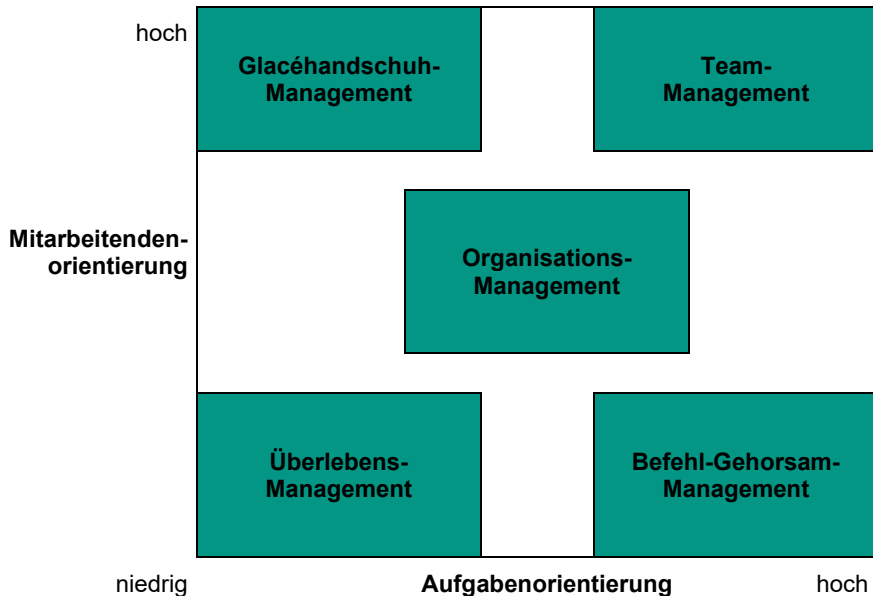 hoch
Glacéhandschuh-
Management
Team-
Management
Mitarbeitenden-
orientierung
Organisations-
Management
Überlebens-
Management
Befehl-Gehorsam-
Management
niedrig
Aufgabenorientierung
hoch